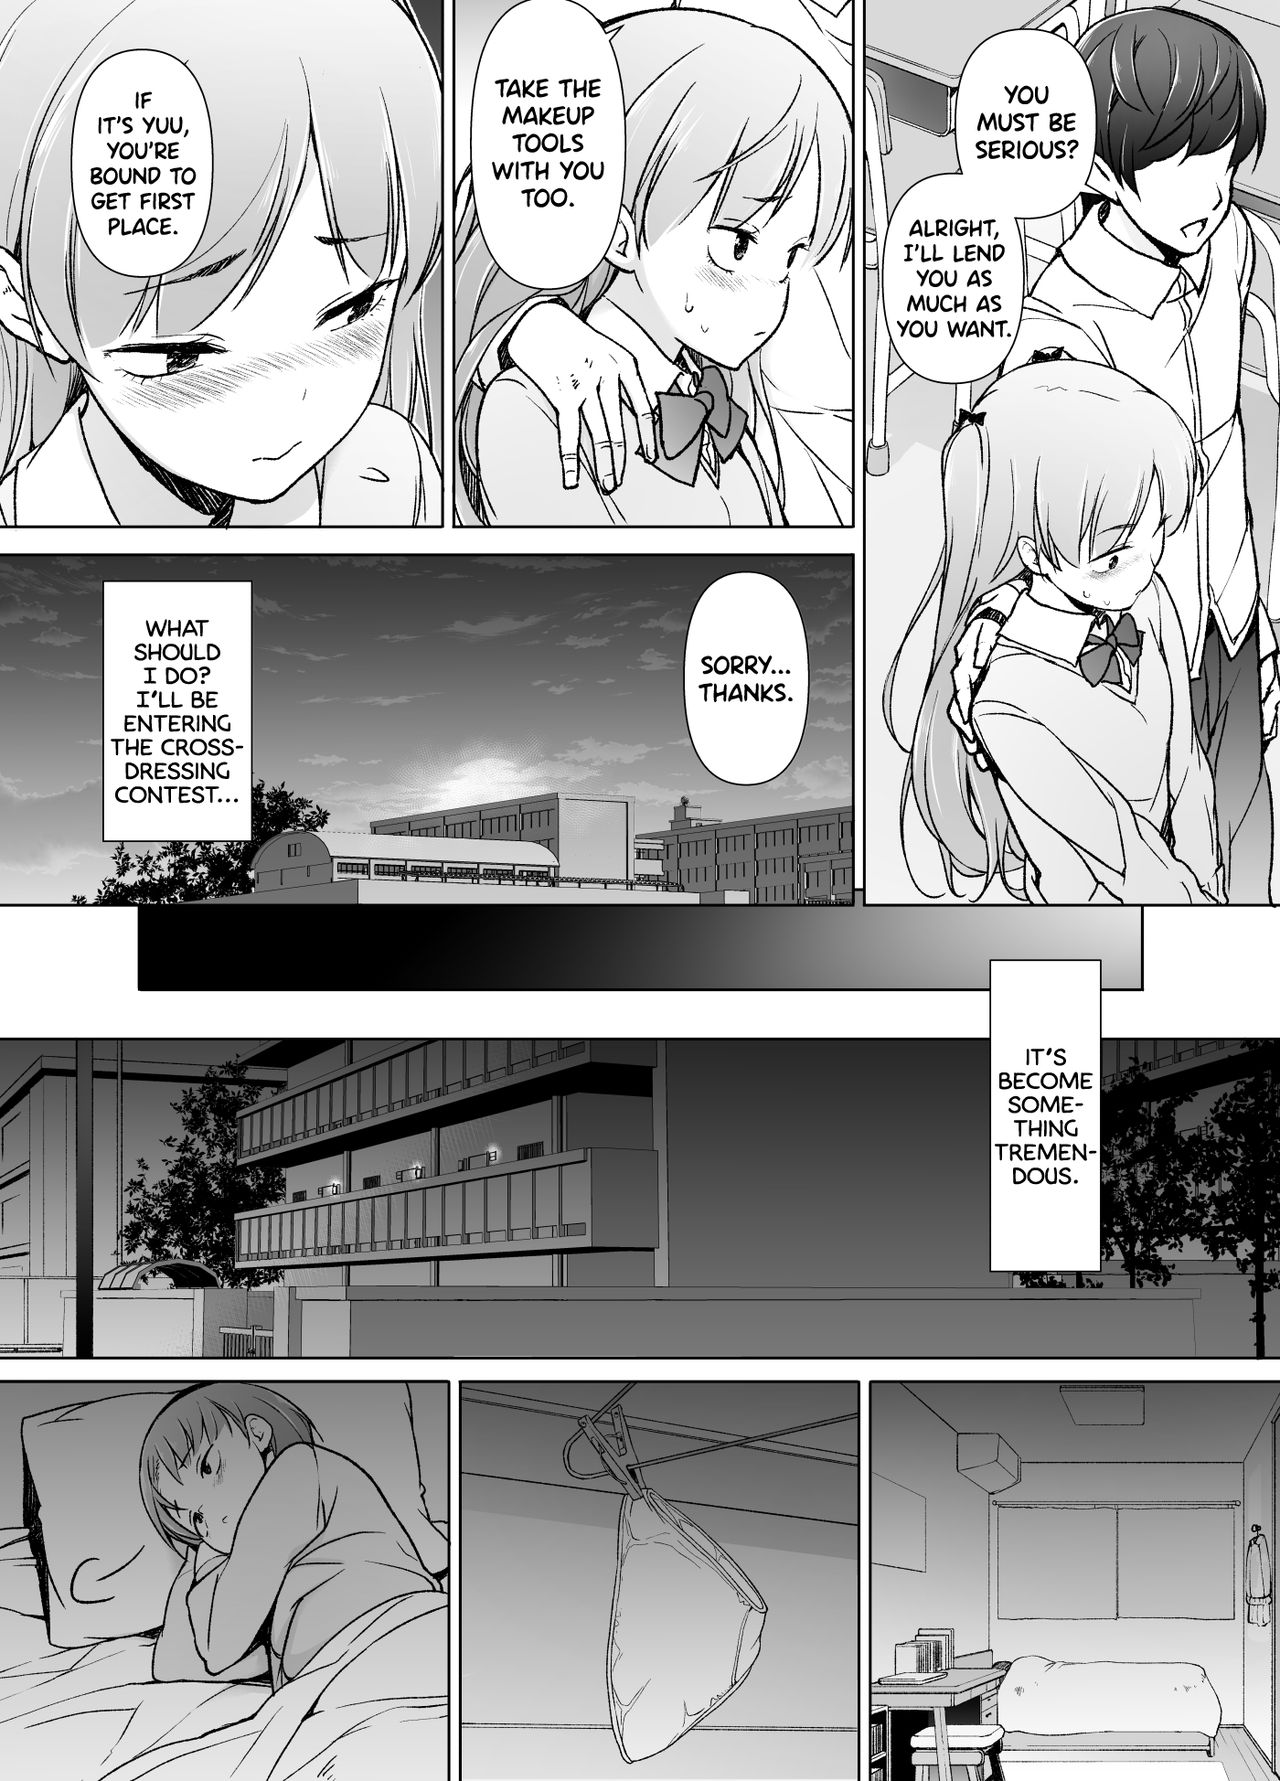 YOU
MUST BE
SERIOUS?
ALRIGHT,
I'LL LEND
YOU AS
MUCH AS
YOU WANT.
TAKE THE
MAKEUP
TOOLS
WITH YOU
TOO.
IF
IT'S YUU,
YOU'RE
BOUND TO
GET FIRST
PLACE.
SORRY...
THANKS.
WHAT
SHOULD
I DO?
I'LL BE
ENTERING
THE CROSS-
DRESSING
CONTEST...
IT'S
BECOME
SOME-
THING
TREMEN-
DOUS.